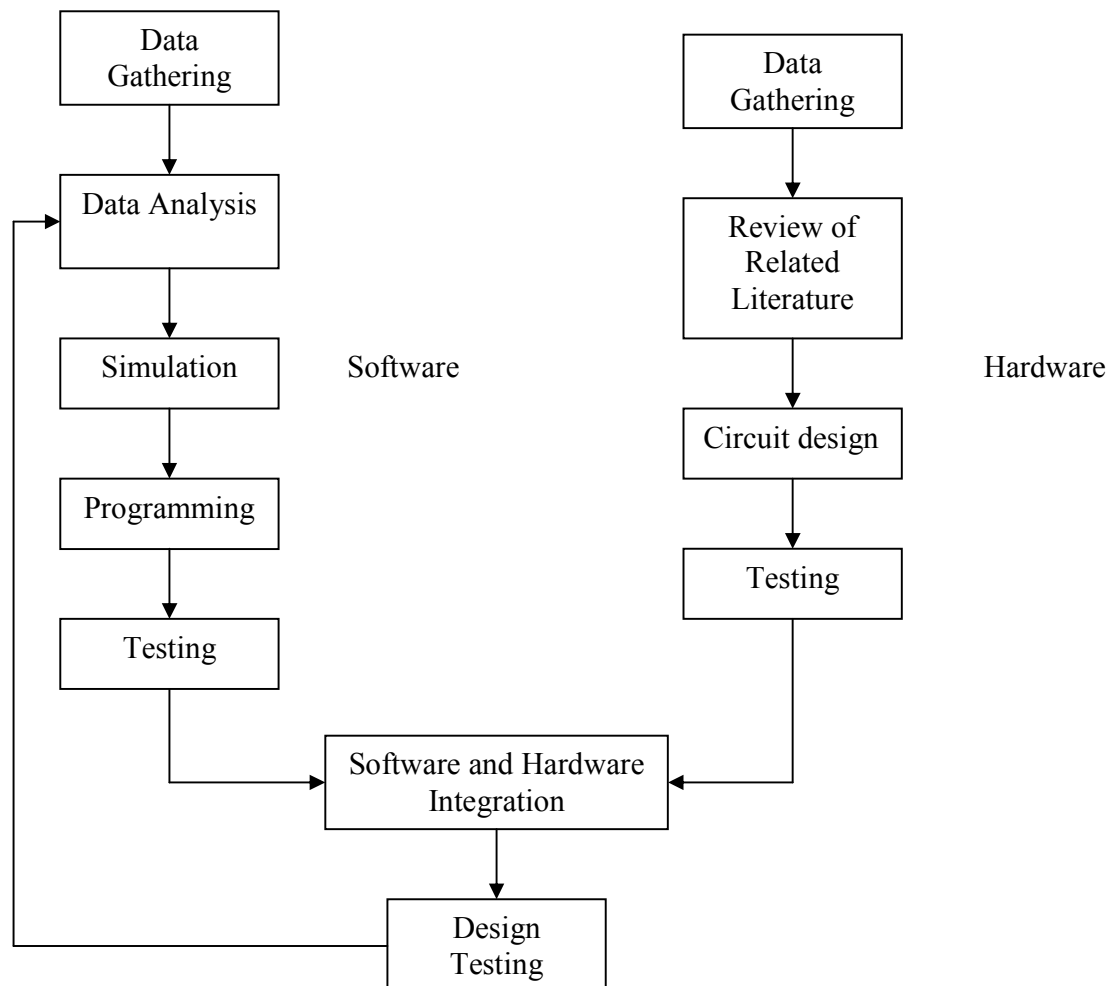 Data
Gathering
Data Analysis
Simulation
Programming
Testing
Software
Data
Gathering
Review of
Related
Literature
Circuit design
Testing
Hardware
Software and Hardware
Integration
Design
Testing